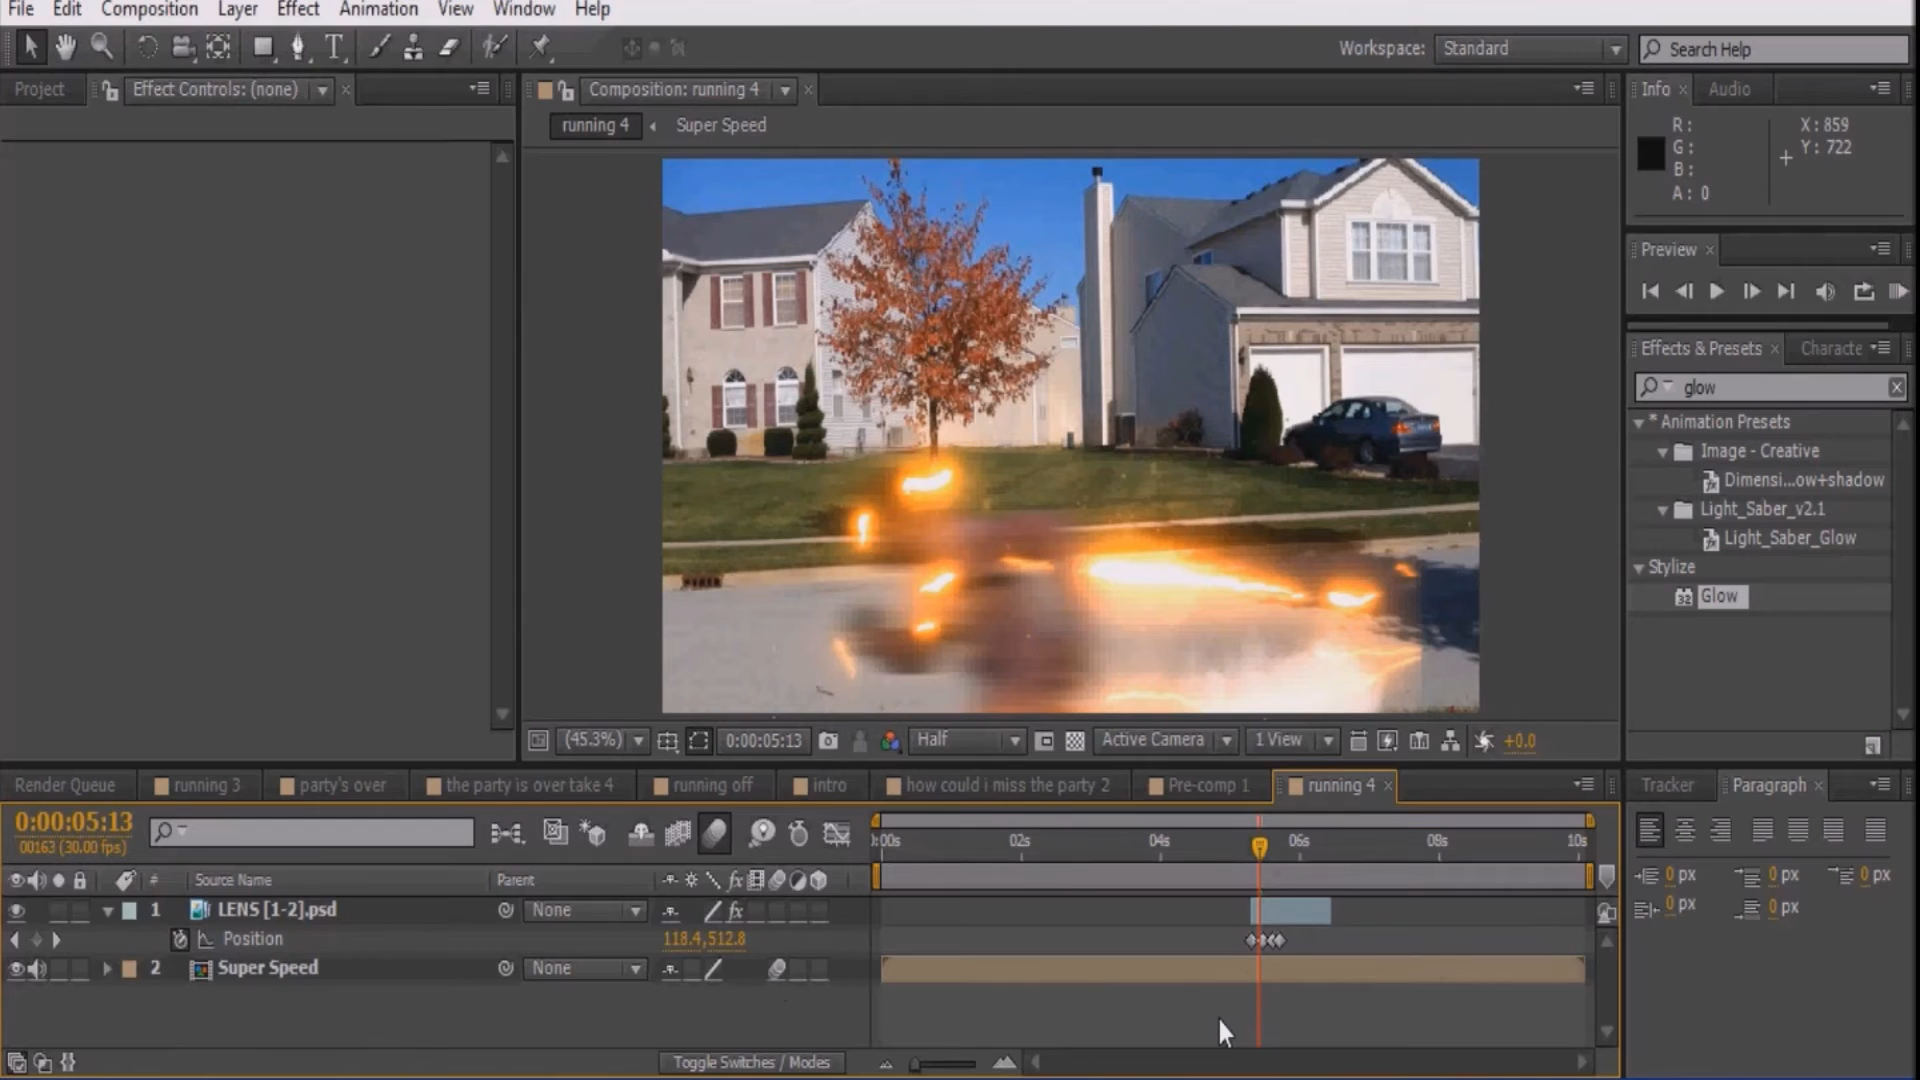 File Edit Composition Layer Effect Animation View Window Help
Workspace: Standard Search Help
Project Effect Controls: (none) Composition: running 4 Info Audio
running 4 Super Speed
R: X: 859
G: Y: 722
B:
A: 0
Preview
Effects & Presets Characte
glow
* Animation Presets
Image - Creative
Dimensi...ow+shadow
Light_Saber_v2.1
Light_Saber_Glow
Stylize
32 Glow
(45.3%) 0:00:05:13 Half Active Camera 1 View +0.0
Render Queue running 3 party's over the party is over take 4 running off intro how could i miss the party 2 Pre-comp 1 running 4 Tracker Paragraph
0:00:05:13
00163 (30.00 fps)
):00s 02s 04s 06s 08s 10s
# Source Name Parent fx
0 px 0 px 0 px
0 px 0 px
1 LENS [1-2].psd None fx
Position 118.4,512.8
2 Super Speed None
Toggle Switches / Modes